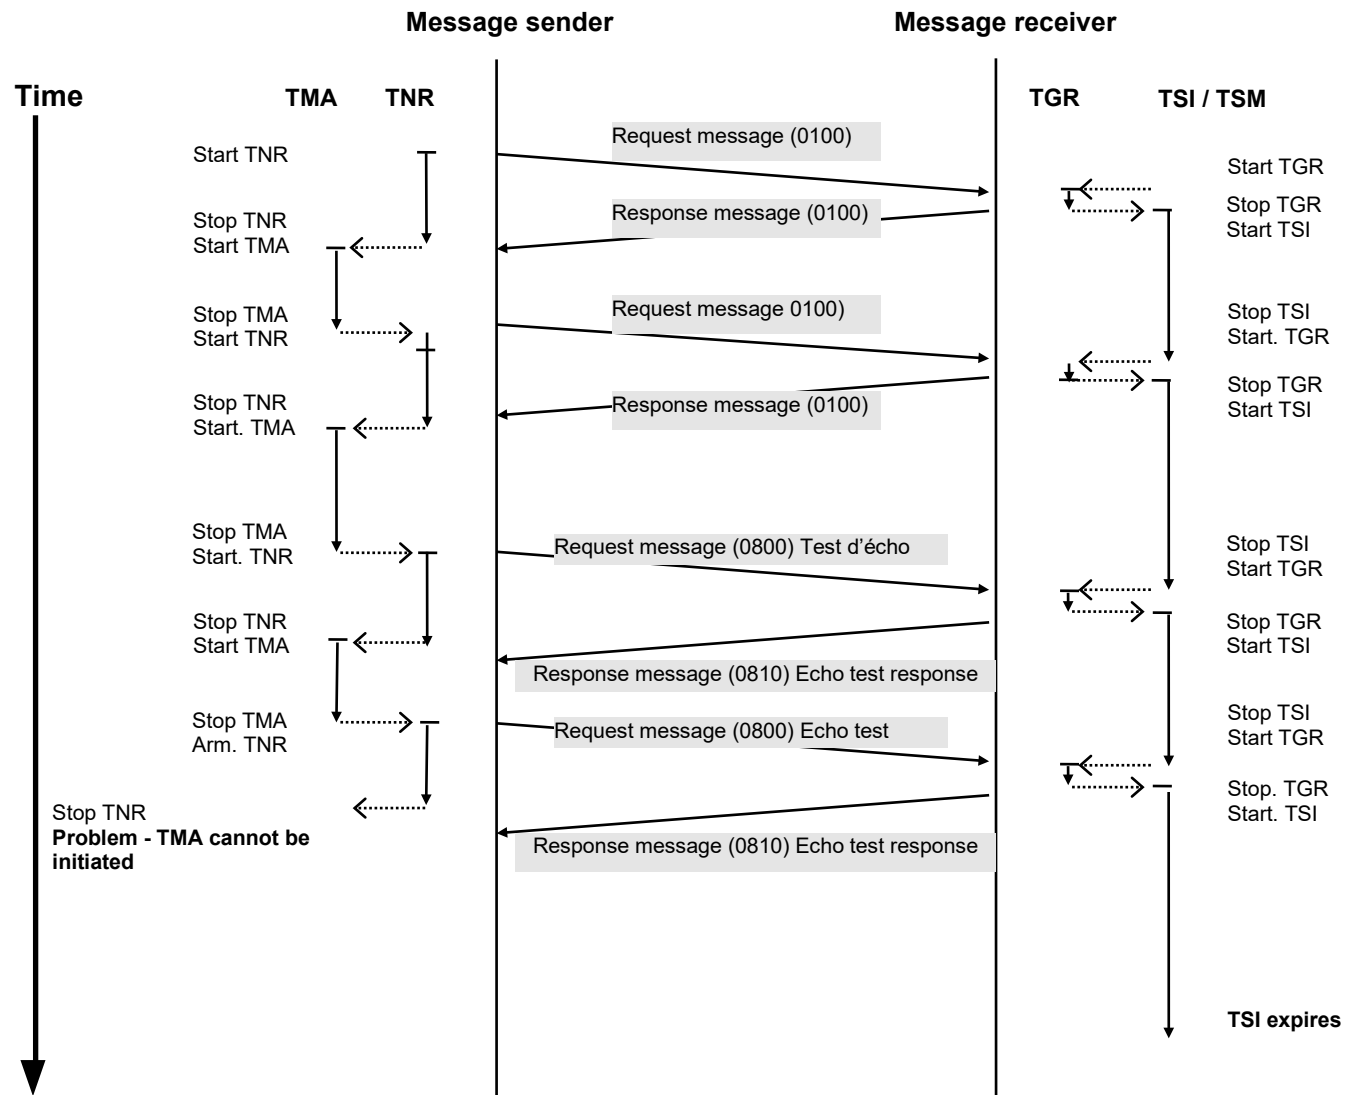 Message sender
Message receiver
Time
TMA
TNR
TGR
TSI / TSM
Request message (0100)
Start TNR
Start TGR
Stop TNR
Start TMA
Response message (0100)
Stop TGR
Start TSI
Stop TMA
Start TNR
Request message 0100)
Stop TSI
Start. TGR
Stop TNR
Start. TMA
Response message (0100)
Stop TGR
Start TSI
Stop TMA
Start. TNR
Request message (0800) Test d’écho
Stop TSI
Start TGR
Stop TNR
Start TMA
Stop TGR
Start TSI
Response message (0810) Echo test response
Stop TMA
Arm. TNR
Request message (0800) Echo test
Stop TSI
Start TGR
Stop TNR
Problem - TMA cannot be
initiated
Stop. TGR
Start. TSI
Response message (0810) Echo test response
TSI expires